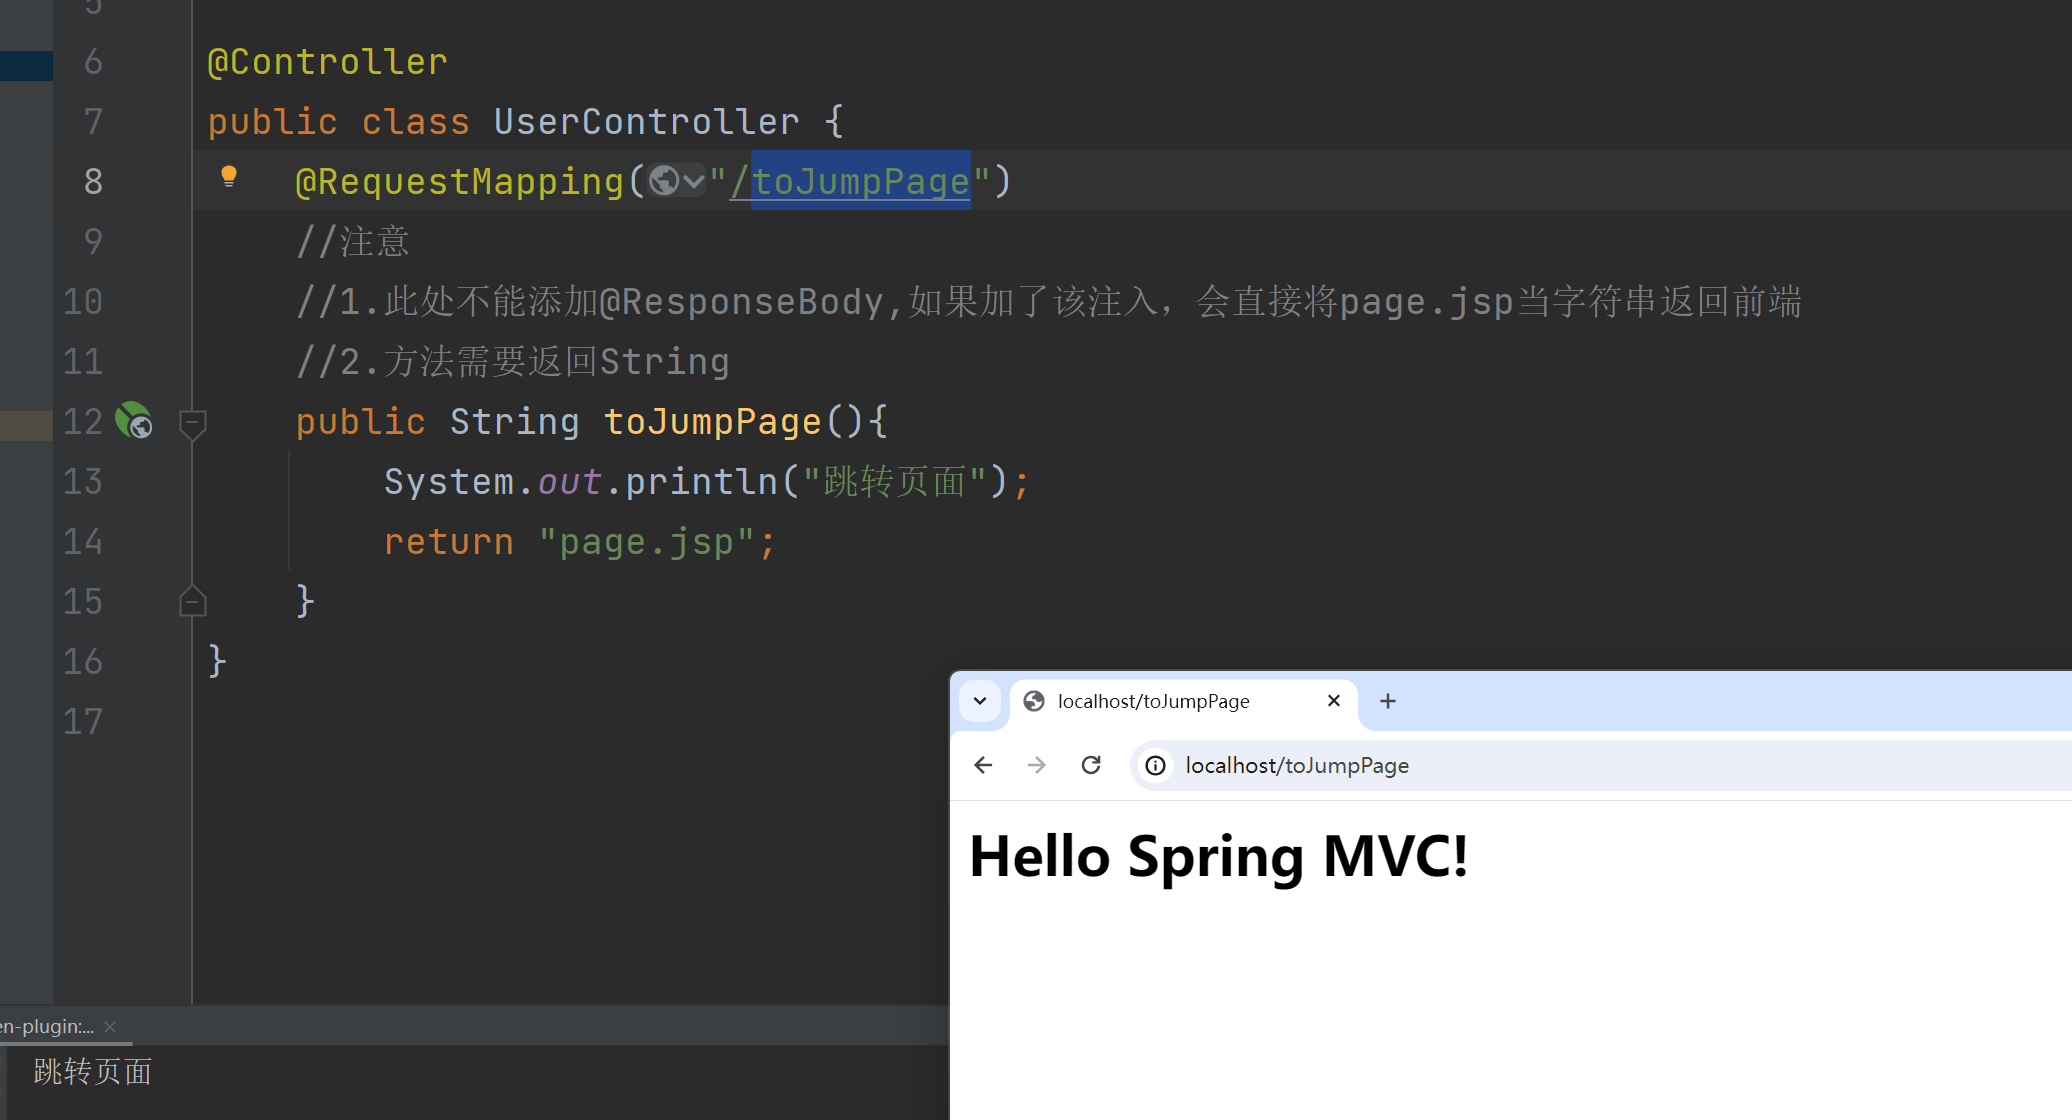 5
6 @Controller
7 public class UserController {
8 @RequestMapping("/toJumpPage")
9 //注意
10 //1.此处不能添加@ResponseBody,如果加了该注入，会直接将page.jsp当字符串返回前端
11 //2.方法需要返回String
12 public String toJumpPage(){
13 System.out.println("跳转页面");
14 return "page.jsp";
15 }
16 }
17
localhost/toJumpPage
localhost/toJumpPage
Hello Spring MVC!
en-plugin:...
跳转页面